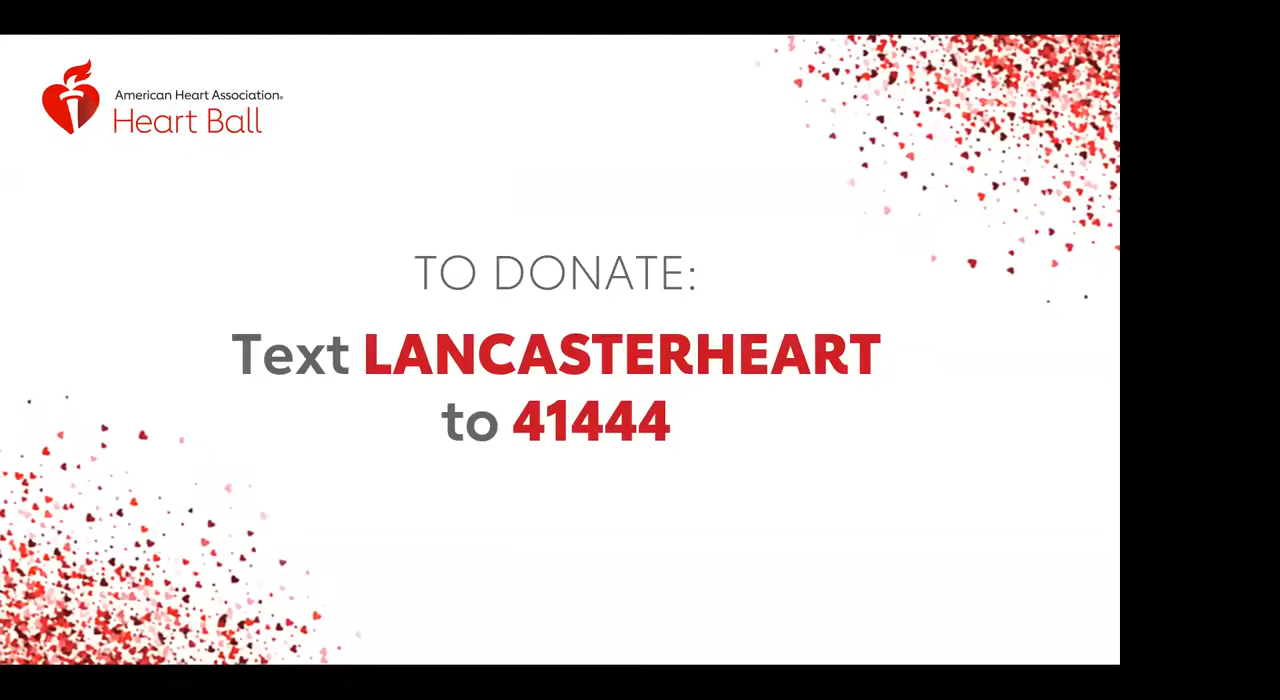 American Heart Association®
Heart Ball
TO DONATE:
Text LANCASTERHEART
to 41444